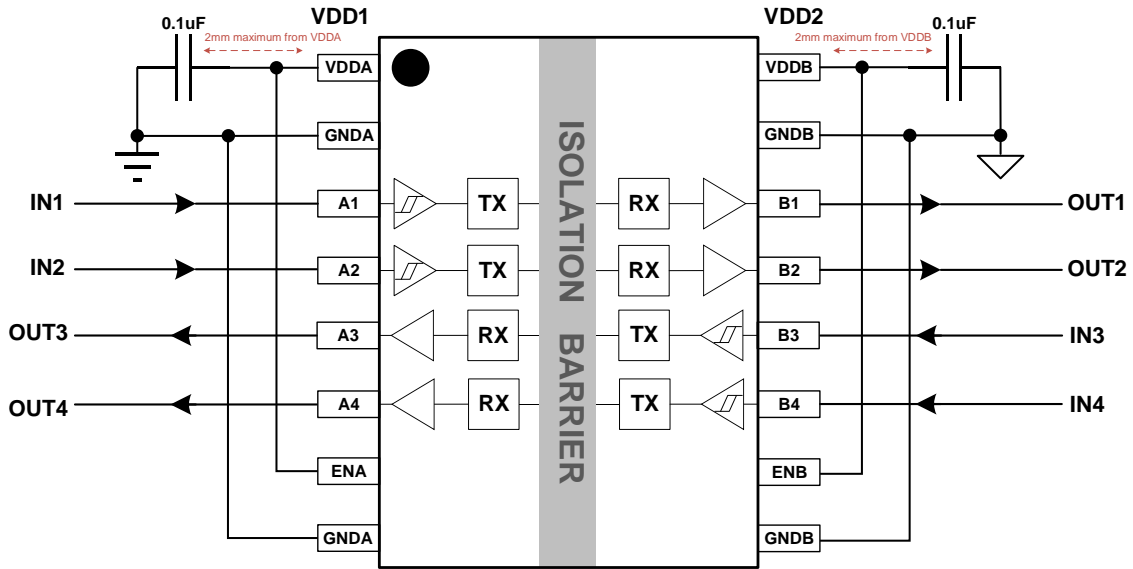 VDD1
VDD2
0.1uF
0.1uF
2mm maximum from VDDA
2mm maximum from VDDB
VDDA
VDDB
GNDA
GNDB
IN1
A1
TX
RX
B1
OUT1
IN2
A2
TX
RX
B2
OUT2
OUT3
A3
RX
TX
B3
IN3
OUT4
A4
RX
TX
B4
IN4
ENA
ENB
GNDA
GNDB
ISOLATION BARRIER